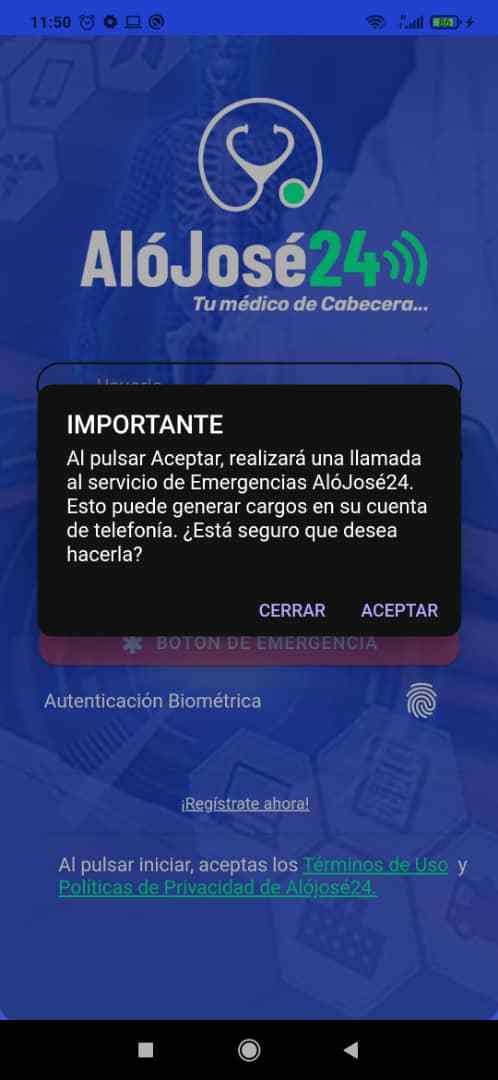 11:50
86
AlóJosé24
Tu médico de Cabecera...
Usuario
IMPORTANTE
Al pulsar Aceptar, realizará una llamada
al servicio de Emergencias AlóJosé24.
Esto puede generar cargos en su cuenta
de telefonía. ¿Está seguro que desea
hacerla?
CERRAR ACEPTAR
BOTÓN DE EMERGENCIA
Autenticación Biométrica
¡Regístrate ahora!
Al pulsar iniciar, aceptas los Términos de Uso y
Políticas de Privacidad de Alójosé24.